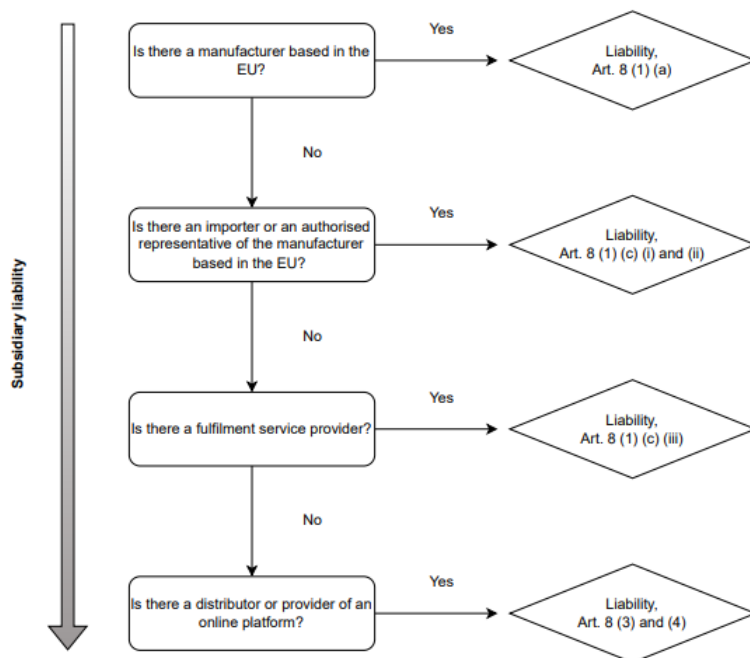 Is there a manufacturer based in the
EU?
Yes
Liability,
Art. 8 (1) (a)
No
Is there an importer or an authorised
representative of the manufacturer
based in the EU?
Yes
Liability,
Art. 8 (1) (c) (i) and (ii)
No
Subsidiary liability
Is there a fulfilment service provider?
Yes
Liability,
Art. 8 (1) (c) (iii)
No
Is there a distributor or provider of an
online platform?
Yes
Liability,
Art. 8 (3) and (4)